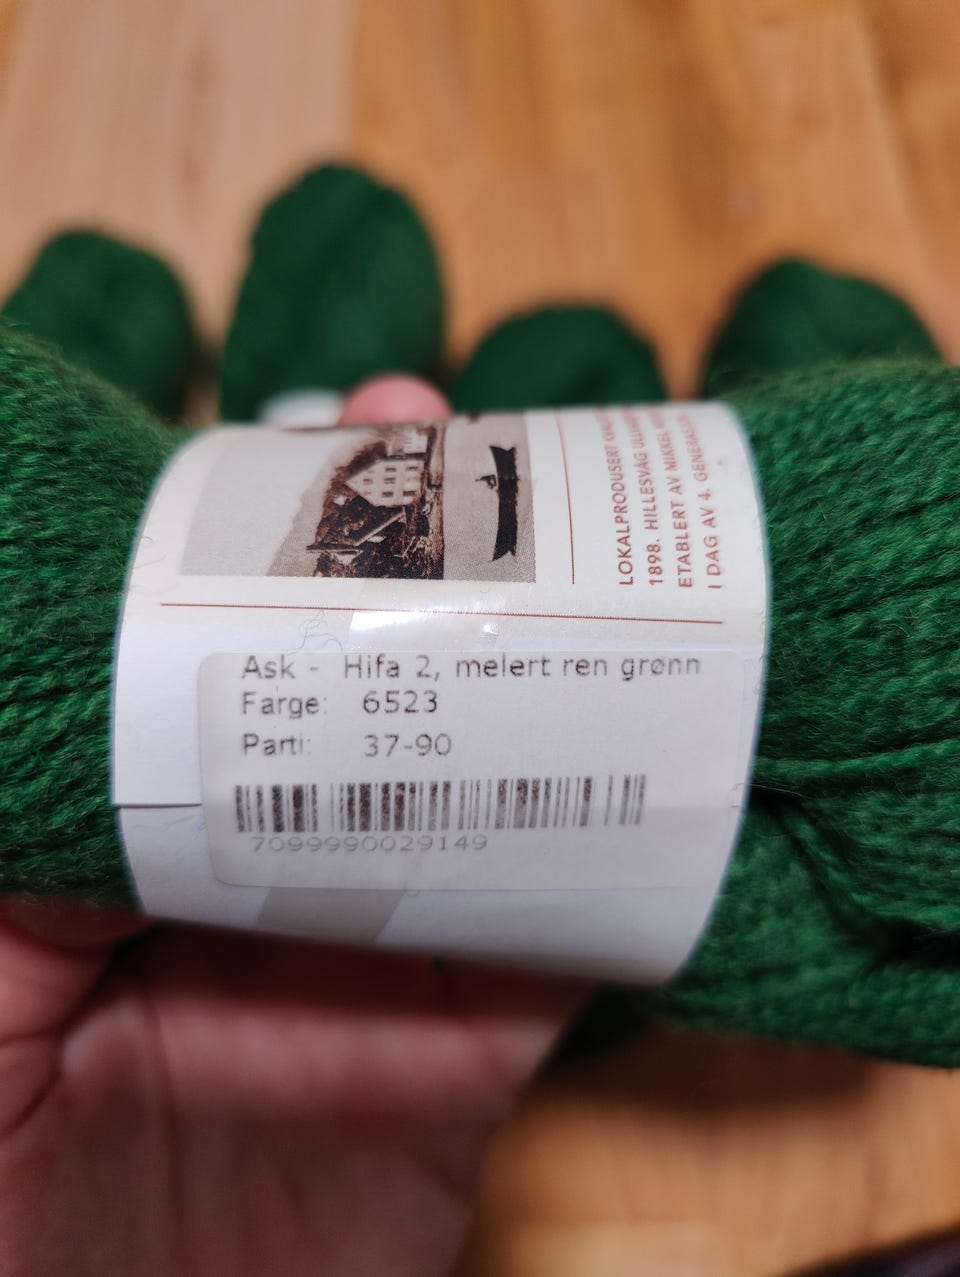 LOKALPRODUSERT
1898. HILLESVÅG
ETABLERT AV MIKKEL
I DAG AV 4.
Ask - Hifa 2, melert ren grønn
Farge: 6523
Parti: 37-90
7099990029149